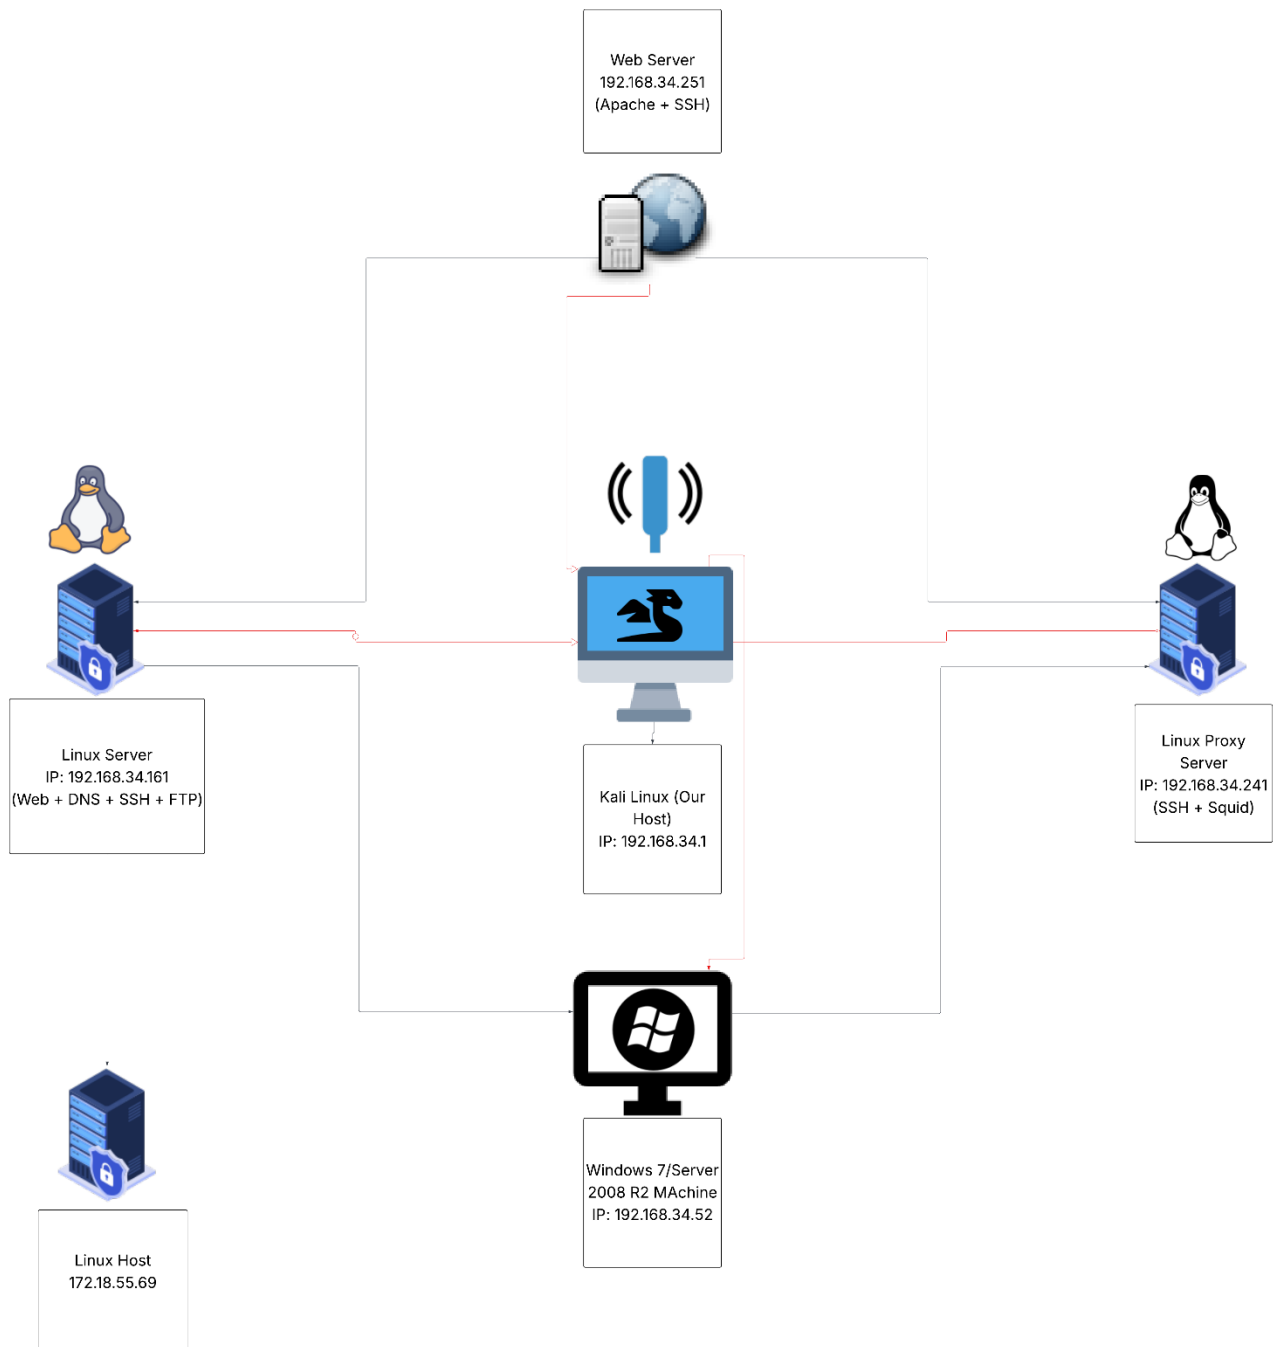 Web Server
192.168.34.251
(Apache + SSH)
Linux Server
IP: 192.168.34.161
(Web + DNS + SSH + FTP)
Kali Linux (Our
Host)
IP: 192.168.34.1
Linux Proxy
Server
IP: 192.168.34.241
(SSH + Squid)
Windows 7/Server
2008 R2 MAchine
IP: 192.168.34.52
Linux Host
172.18.55.69